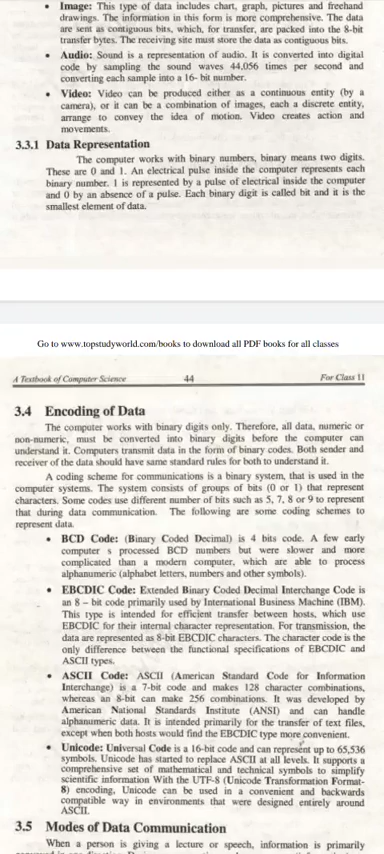 • Image: This type of data includes chart, graph, pictures and freehand
drawings. The information in this form is more comprehensive. The data
are sent as contiguous bits, which, for transfer, are packed into the 8-bit
transfer bytes. The receiving site must store the data as contiguous bits.
• Audio: Sound is a representation of audio. It is converted into digital
code by sampling the sound waves 44,056 times per second and
converting each sample into a 16- bit number.
• Video: Video can be produced either as a continuous entity (by a
camera), or it can be a combination of images, each a discrete entity,
arrange to convey the idea of motion. Video creates action and
movements.
3.3.1 Data Representation
The computer works with binary numbers, binary means two digits.
These are 0 and 1. An electrical pulse inside the computer represents each
binary number. 1 is represented by a pulse of electrical inside the computer
and 0 by an absence of a pulse. Each binary digit is called bit and it is the
smallest element of data.
Go to www.topstudyworld.com/books to download all PDF books for all classes
A Textbook of Computer Science 44 For Class 11
3.4 Encoding of Data
The computer works with binary digits only. Therefore, all data, numeric or
non-numeric, must be converted into binary digits before the computer can
understand it. Computers transmit data in the form of binary codes. Both sender and
receiver of the data should have same standard rules for both to understand it.
A coding scheme for communications is a binary system, that is used in the
computer systems. The system consists of groups of bits (0 or 1) that represent
characters. Some codes use different number of bits such as 5, 7, 8 or 9 to represent
that during data communication. The following are some coding schemes to
represent data.
• BCD Code: (Binary Coded Decimal) is 4 bits code. A few early
computer s processed BCD numbers but were slower and more
complicated than a modern computer, which are able to process
alphanumeric (alphabet letters, numbers and other symbols).
• EBCDIC Code: Extended Binary Coded Decimal Interchange Code is
an 8 – bit code primarily used by International Business Machine (IBM).
This type is intended for efficient transfer between hosts, which use
EBCDIC for their internal character representation. For transmission, the
data are represented as 8-bit EBCDIC characters. The character code is the
only difference between the functional specifications of EBCDIC and
ASCII types.
• ASCII Code: ASCII (American Standard Code for Information
Interchange) is a 7-bit code and makes 128 character combinations,
whereas an 8-bit can make 256 combinations. It was developed by
American National Standards Institute (ANSI) and can handle
alphanumeric data. It is intended primarily for the transfer of text files,
except when both hosts would find the EBCDIC type more convenient.
• Unicode: Universal Code is a 16-bit code and can represent up to 65,536
symbols. Unicode has started to replace ASCII at all levels. It supports a
comprehensive set of mathematical and technical symbols to simplify
scientific information With the UTF-8 (Unicode Transformation Format-
8) encoding, Unicode can be used in a convenient and backwards
compatible way in environments that were designed entirely around
ASCII.
3.5 Modes of Data Communication
When a person is giving a lecture or speech, information is primarily